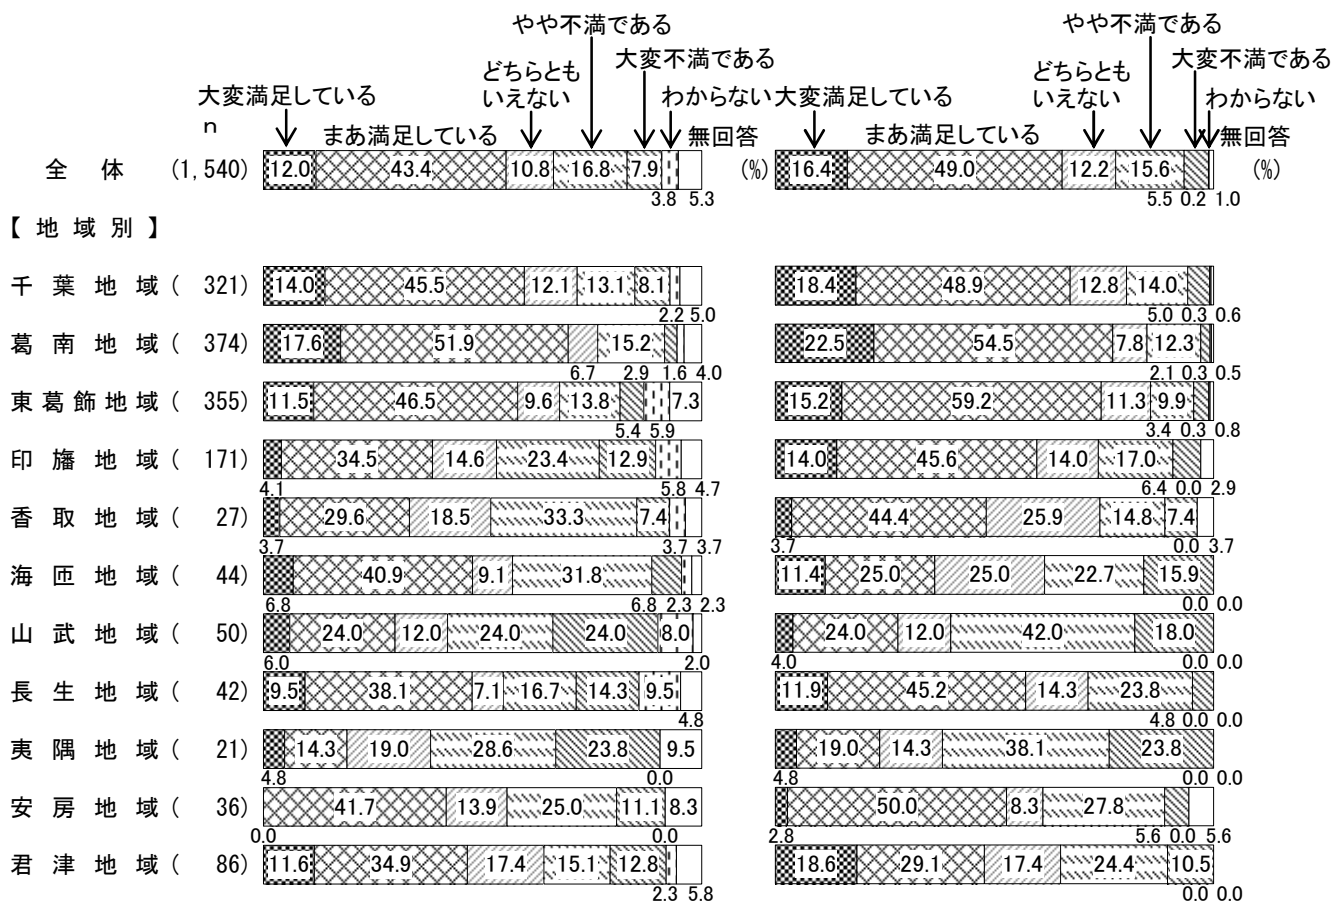 やや不満である やや不満である
どちらとも 大変不満である どちらとも 大変不満である
大変満足している いえない わからない 大変満足している いえない わからない
n まあ満足している 無回答 まあ満足している 無回答
全体 (1,540) 12.0 43.4 10.8 16.8 7.9 (%) 16.4 49.0 12.2 15.6 (%)
3.8 5.3 5.5 0.2 1.0
【地域別】
千葉地域( 321) 14.0 45.5 12.1 13.1 8.1 18.4 48.9 12.8 14.0
2.2 5.0 5.0 0.3 0.6
葛南地域( 374) 17.6 51.9 15.2 22.5 54.5 7.8 12.3
6.7 2.9 1.6 4.0 2.1 0.3 0.5
東葛飾地域( 355) 11.5 46.5 9.6 13.8 7.3 15.2 59.2 11.3 9.9
5.4 5.9 3.4 0.3 0.8
印旛地域( 171) 34.5 14.6 23.4 12.9 14.0 45.6 14.0 17.0
4.1 5.8 4.7 6.4 0.0 2.9
香取地域( 27) 29.6 18.5 33.3 7.4 44.4 25.9 14.8 7.4
3.7 3.7 3.7 3.7 0.0 3.7
海匝地域( 44) 40.9 9.1 31.8 11.4 25.0 25.0 22.7 15.9
6.8 6.8 2.3 2.3 0.0 0.0
山武地域( 50) 24.0 12.0 24.0 24.0 8.0 24.0 12.0 42.0 18.0
6.0 2.0 4.0 0.0 0.0
長生地域( 42) 9.5 38.1 7.1 16.7 14.3 9.5 11.9 45.2 14.3 23.8
4.8 4.8 0.0 0.0
夷隅地域( 21) 14.3 19.0 28.6 23.8 9.5 19.0 14.3 38.1 23.8
4.8 0.0 4.8 0.0 0.0
安房地域( 36) 41.7 13.9 25.0 11.1 8.3 50.0 8.3 27.8
0.0 0.0 2.8 5.6 0.0 5.6
君津地域( 86) 11.6 34.9 17.4 15.1 12.8 18.6 29.1 17.4 24.4 10.5
2.3 5.8 0.0 0.0